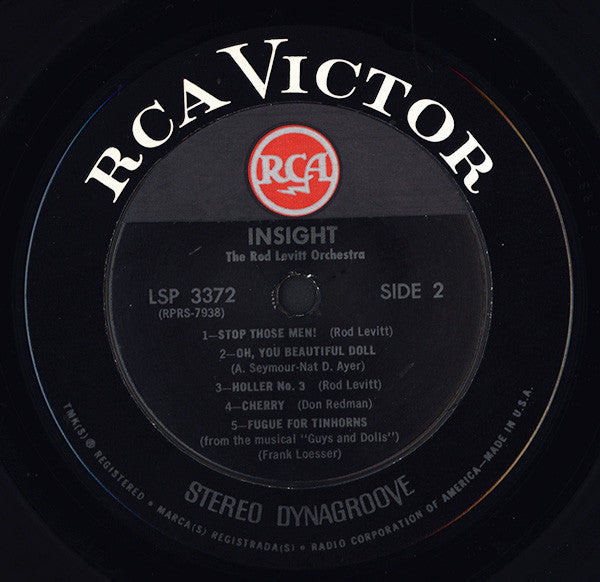 RCA VICTOR
RCA
INSIGHT
The Rod Levitt Orchestra
LSP 3372
(RPRS-7938)
SIDE 2
1—STOP THOSE MEN! (Rod Levitt)
2—OH, YOU BEAUTIFUL DOLL
(A. Seymour-Nat D. Ayer)
3—HOLLER No. 3 (Rod Levitt)
4—CHERRY (Don Redman)
5—FUGUE FOR TINHORNS
(from the musical "Guys and Dolls")
(Frank Loesser)
STEREO DYNAGROOVE
TMK(S) ® REGISTERED • MARCA(S) REGISTRADA(S) • RADIO CORPORATION OF AMERICA—MADE IN U.S.A.